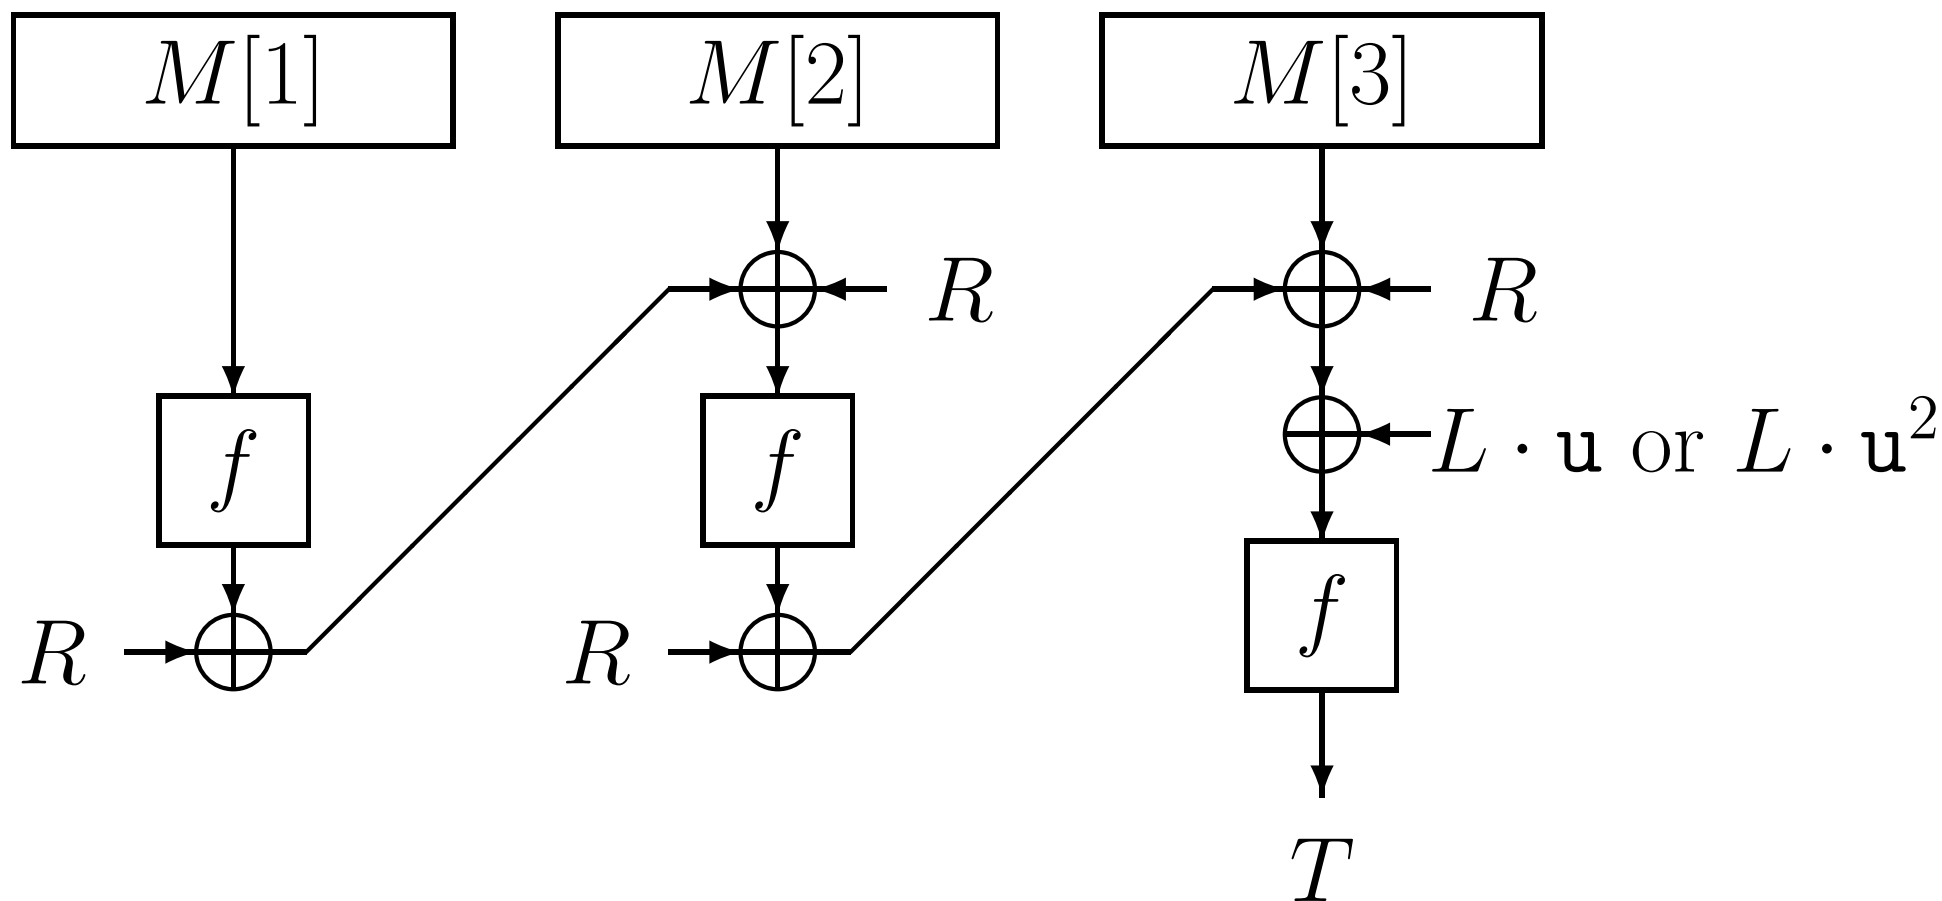 M[1] M[2] M[3]
R R
f f L · u or L · u²
f
R R
T